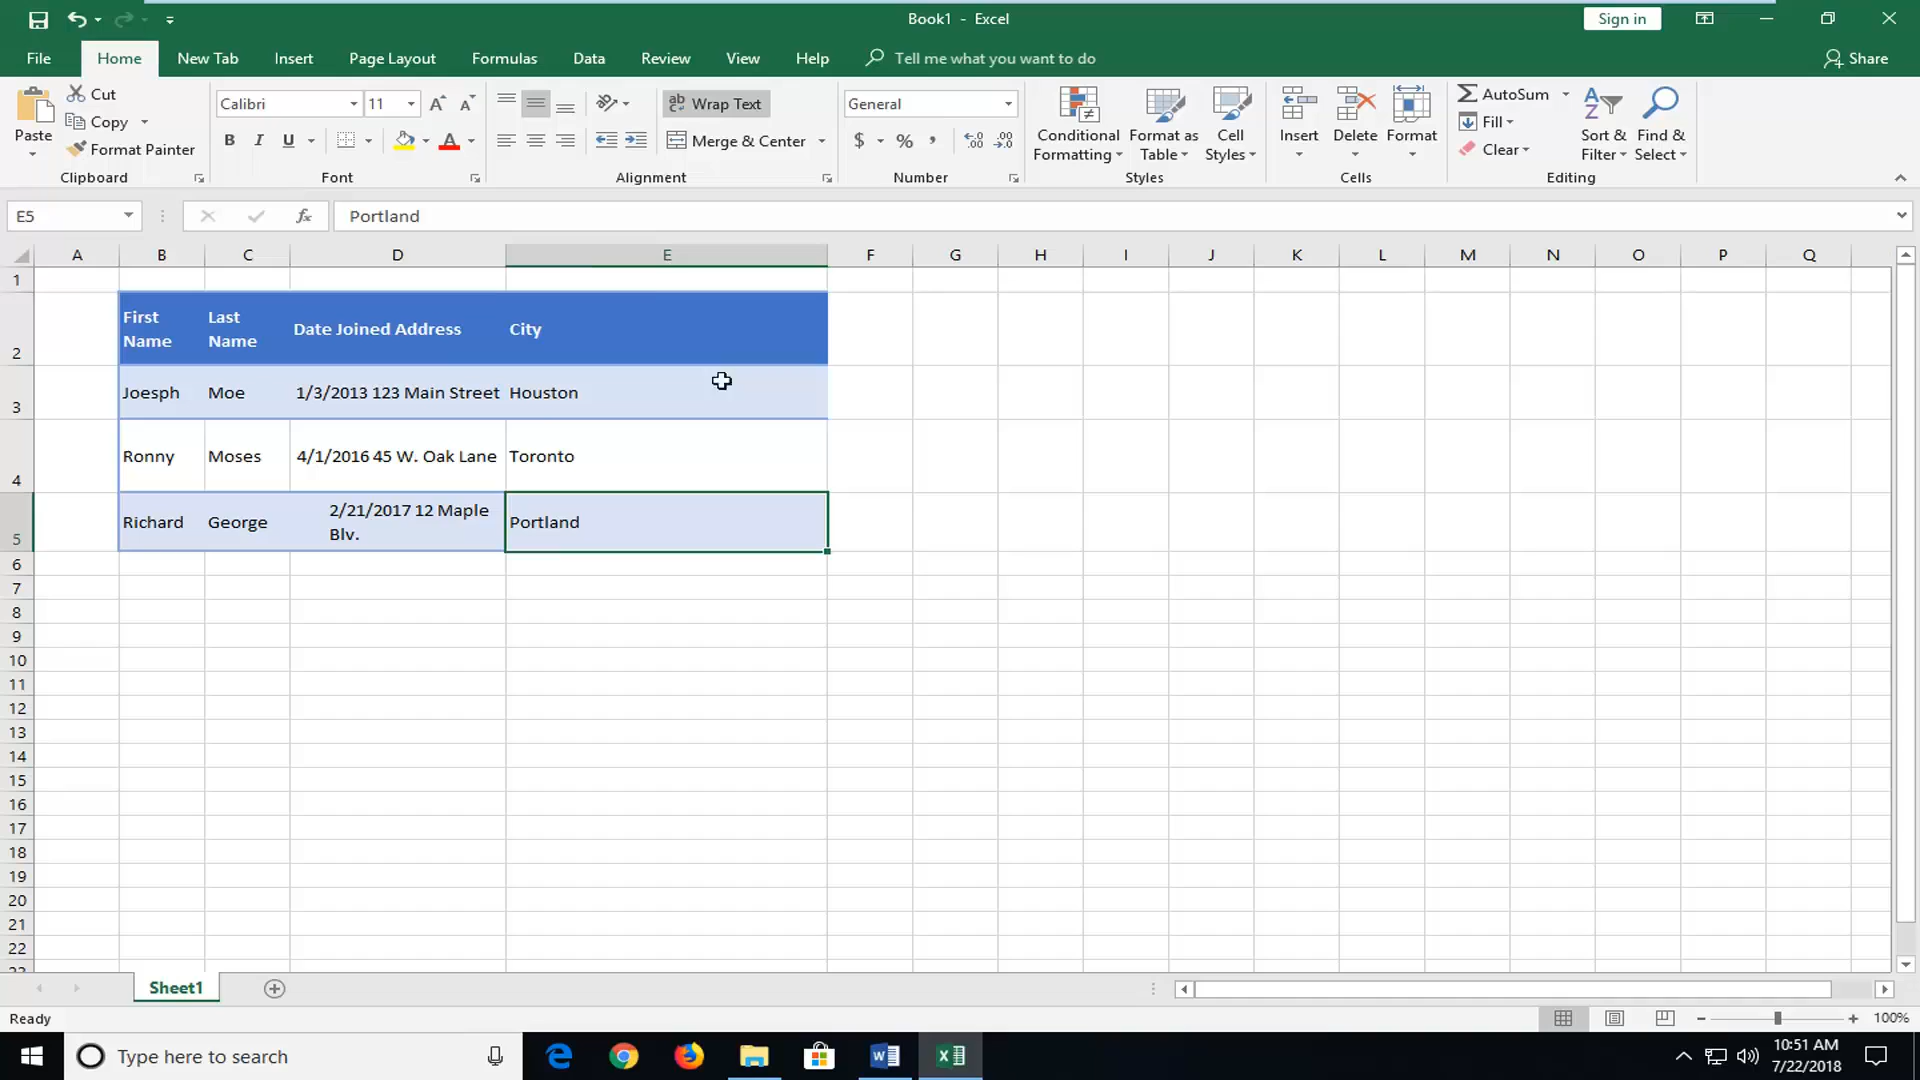 Book1 - Excel
Sign in
File Home New Tab Insert Page Layout Formulas Data Review View Help Tell me what you want to do Share
Paste
Cut
Copy
Format Painter
Clipboard
Calibri 11
B I U A
Font
Wrap Text
Merge & Center
Alignment
General
$ % ,
Number
Conditional Formatting
Format as Table
Cell Styles
Styles
Insert Delete Format
Cells
AutoSum
Fill
Clear
Sort & Filter
Find & Select
Editing
E5 fx Portland
A B C D E F G H I J K L M N O P Q
1
2 First Name Last Name Date Joined Address City
3 Joesph Moe 1/3/2013 123 Main Street Houston
4 Ronny Moses 4/1/2016 45 W. Oak Lane Toronto
5 Richard George 2/21/2017 12 Maple Blv. Portland
6
7
8
9
10
11
12
13
14
15
16
17
18
19
20
21
22
23
Sheet1
Ready 100%
Type here to search
10:51 AM
7/22/2018